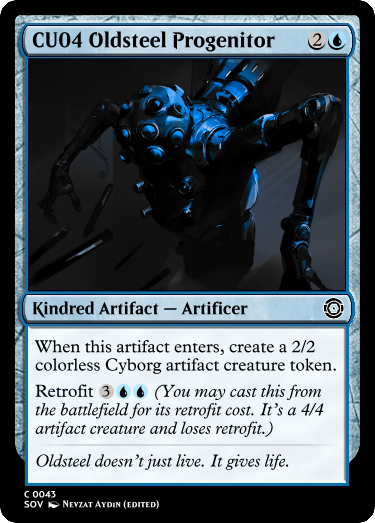 CU04 Oldsteel Progenitor 2
Kindred Artifact — Artificer
When this artifact enters, create a 2/2
colorless Cyborg artifact creature token.
Retrofit 3 (You may cast this from
the battlefield for its retrofit cost. It's a 4/4
artifact creature and loses retrofit.)
Oldsteel doesn't just live. It gives life.
C 0043
SOV Nevzat Aydin (edited)